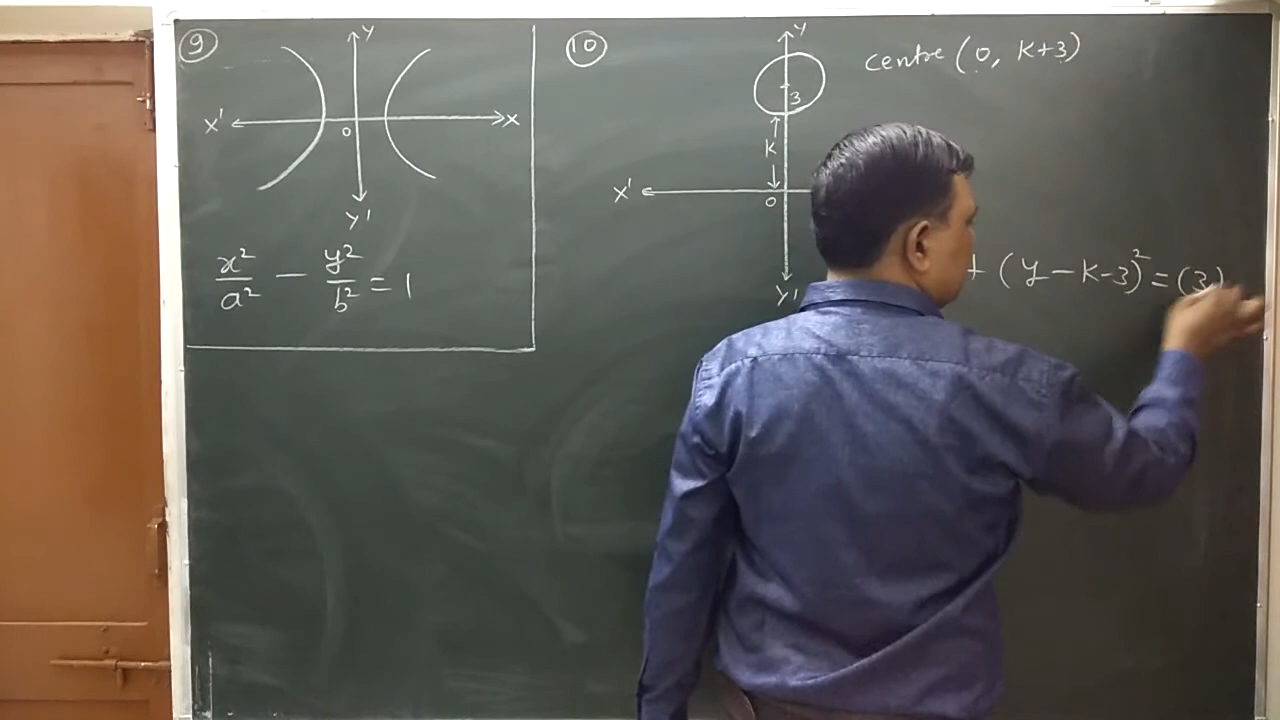 9
Y
X'
X
0
Y'
x²/a² − y²/b² = 1
10
Y
centre (0, K+3)
3
K
X'
0
Y'
+ (y − K − 3)² = (3)